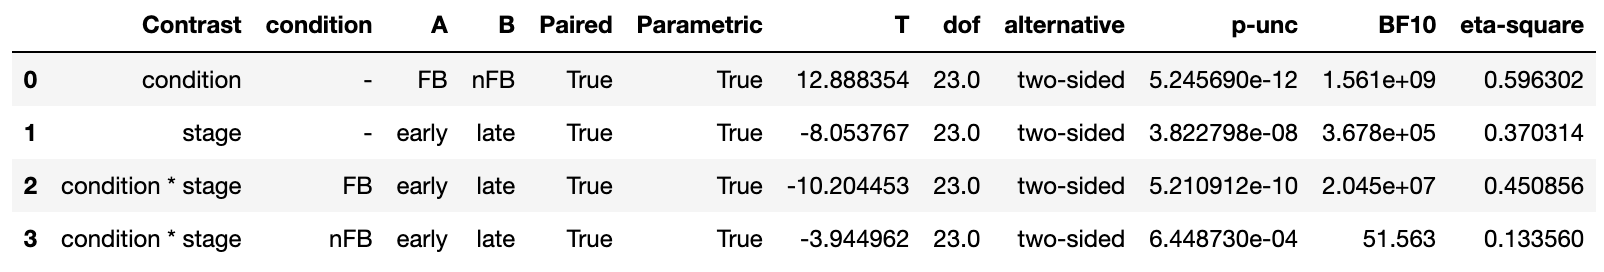 Contrast condition A B Paired Parametric T dof alternative p-unc BF10 eta-square
0 condition - FB nFB True True 12.888354 23.0 two-sided 5.245690e-12 1.561e+09 0.596302
1 stage - early late True True -8.053767 23.0 two-sided 3.822798e-08 3.678e+05 0.370314
2 condition * stage FB early late True True -10.204453 23.0 two-sided 5.210912e-10 2.045e+07 0.450856
3 condition * stage nFB early late True True -3.944962 23.0 two-sided 6.448730e-04 51.563 0.133560